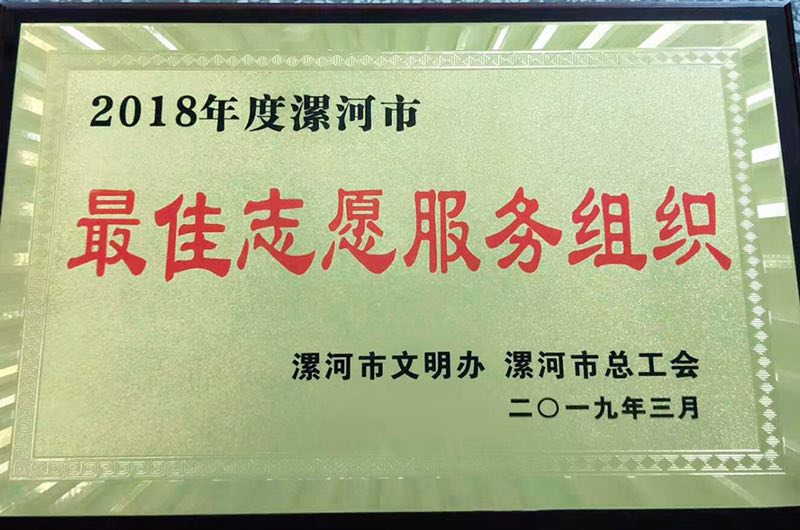 2018年度漯河市
最佳志愿服务组织
漯河市文明办 漯河市总工会
二〇一九年三月